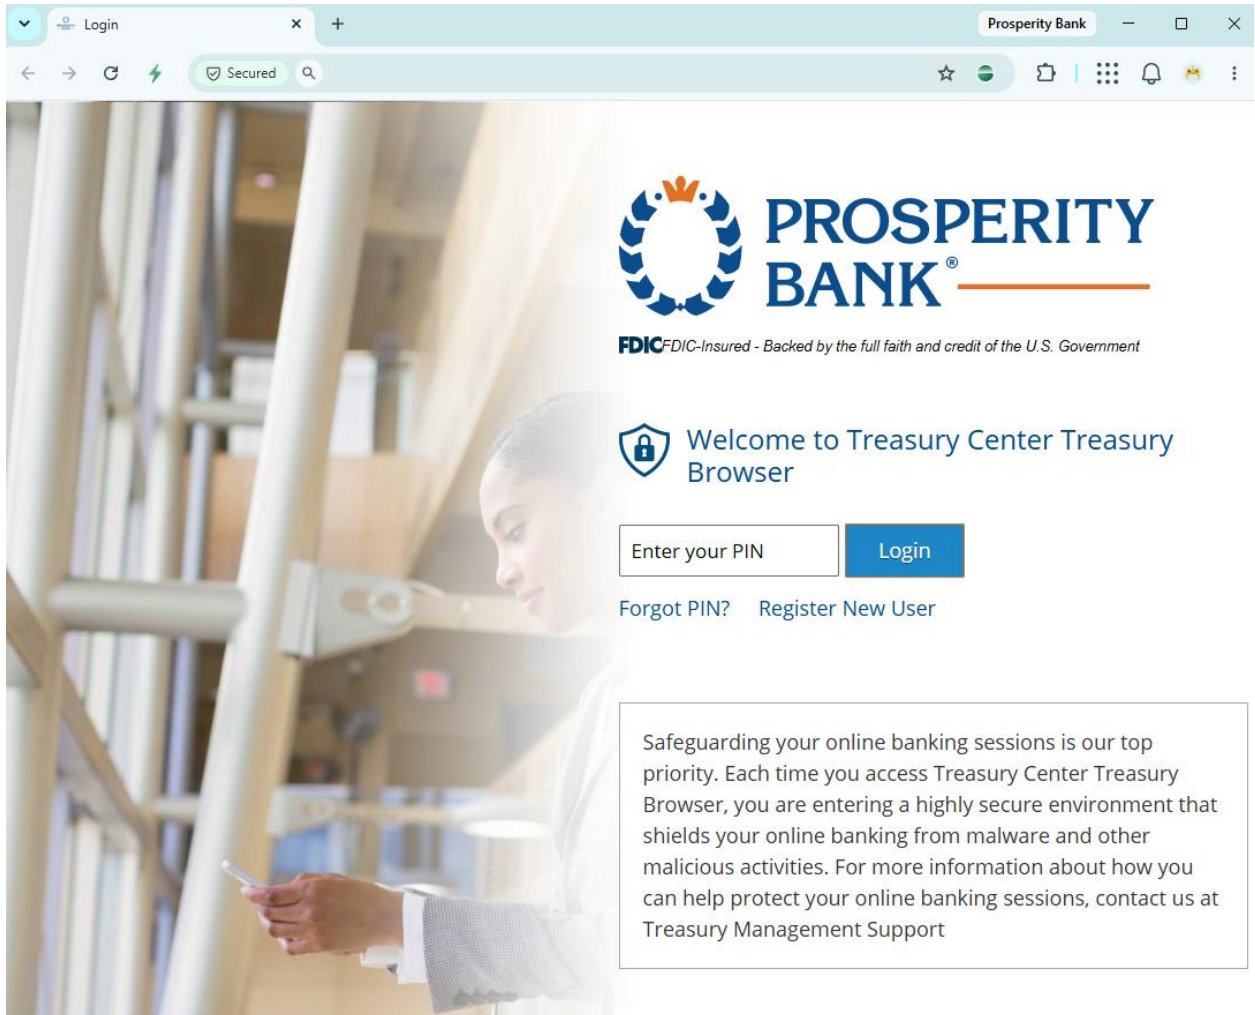 Login
Prosperity Bank
Secured
PROSPERITY
BANK®
FDIC FDIC-Insured - Backed by the full faith and credit of the U.S. Government
Welcome to Treasury Center Treasury
Browser
Enter your PIN
Login
Forgot PIN? Register New User
Safeguarding your online banking sessions is our top
priority. Each time you access Treasury Center Treasury
Browser, you are entering a highly secure environment that
shields your online banking from malware and other
malicious activities. For more information about how you
can help protect your online banking sessions, contact us at
Treasury Management Support